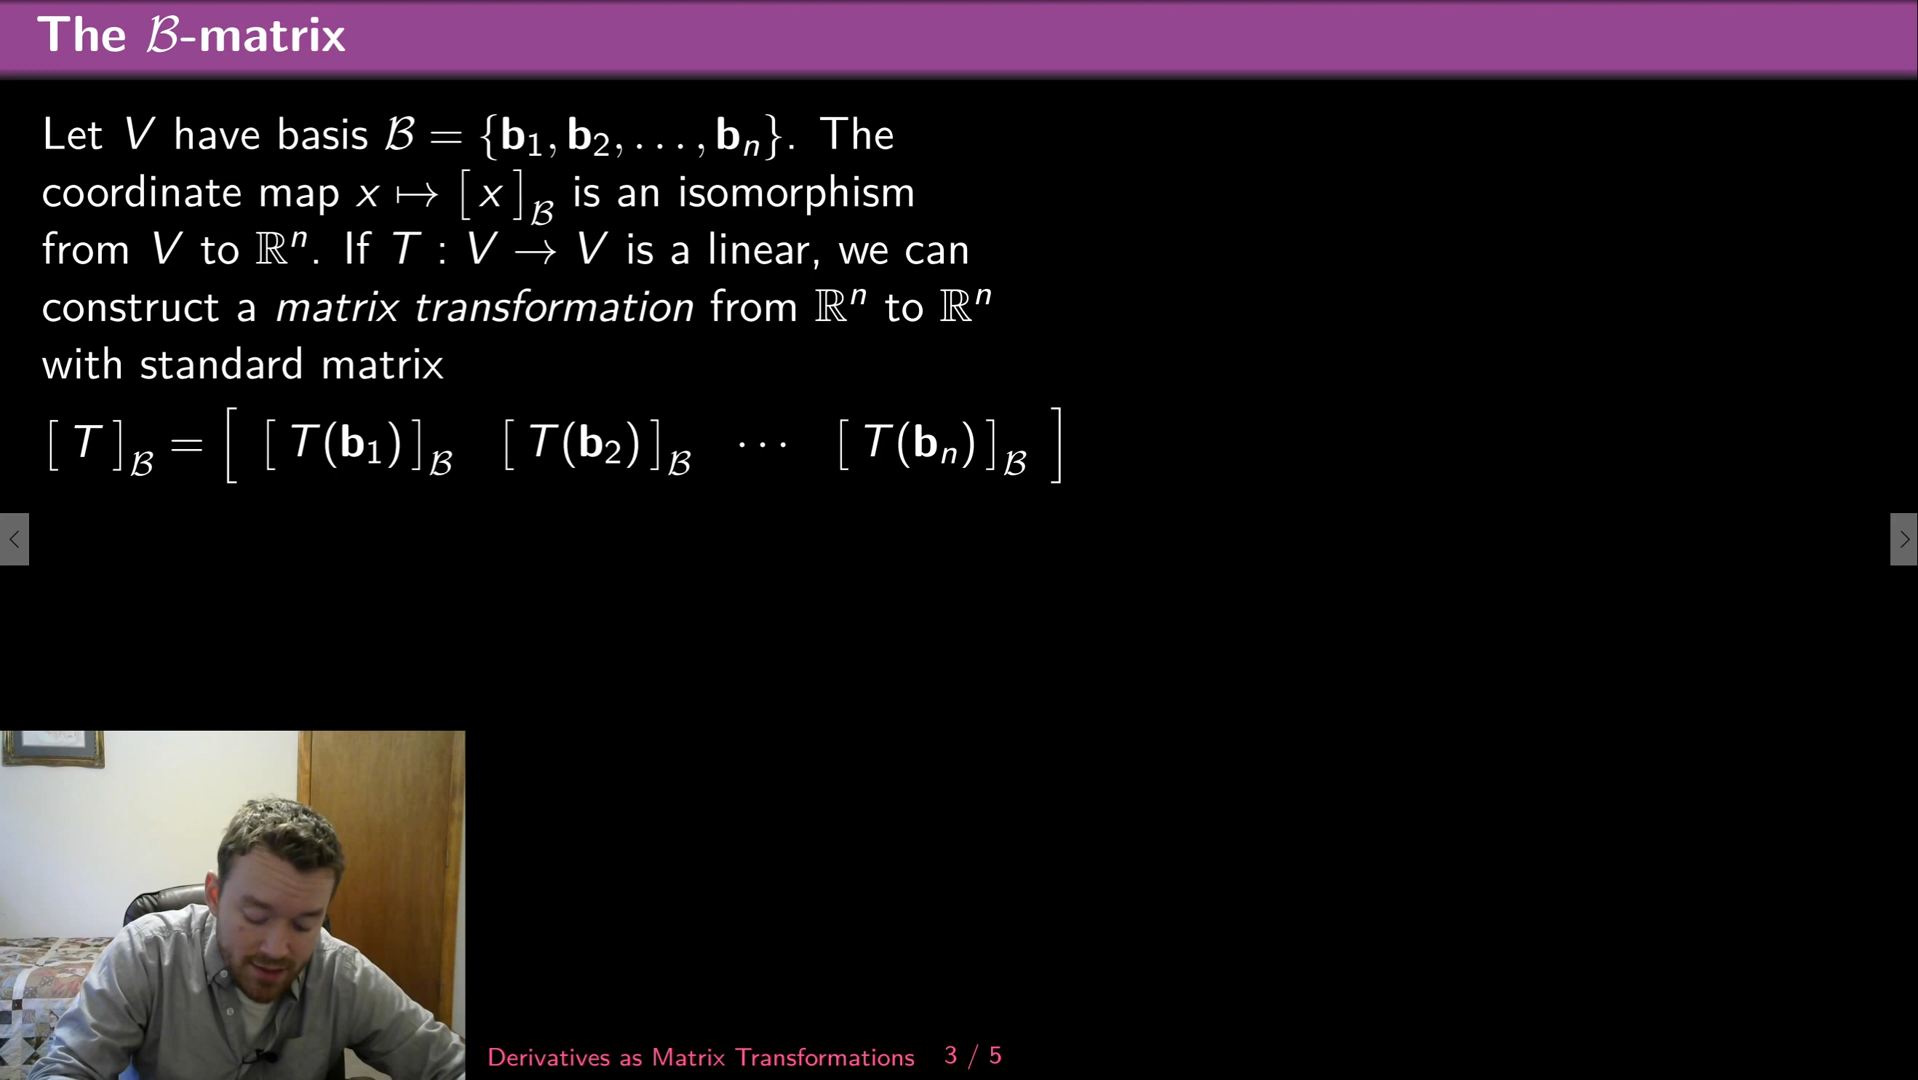 The ℬ-matrix
Let V have basis ℬ = {b₁, b₂, . . . , bₙ}. The
coordinate map x ↦ [ x ]ℬ is an isomorphism
from V to ℝⁿ. If T : V → V is a linear, we can
construct a matrix transformation from ℝⁿ to ℝⁿ
with standard matrix
[ T ]ℬ = [ [ T(b₁) ]ℬ [ T(b₂) ]ℬ ··· [ T(bₙ) ]ℬ ]
Derivatives as Matrix Transformations 3 / 5